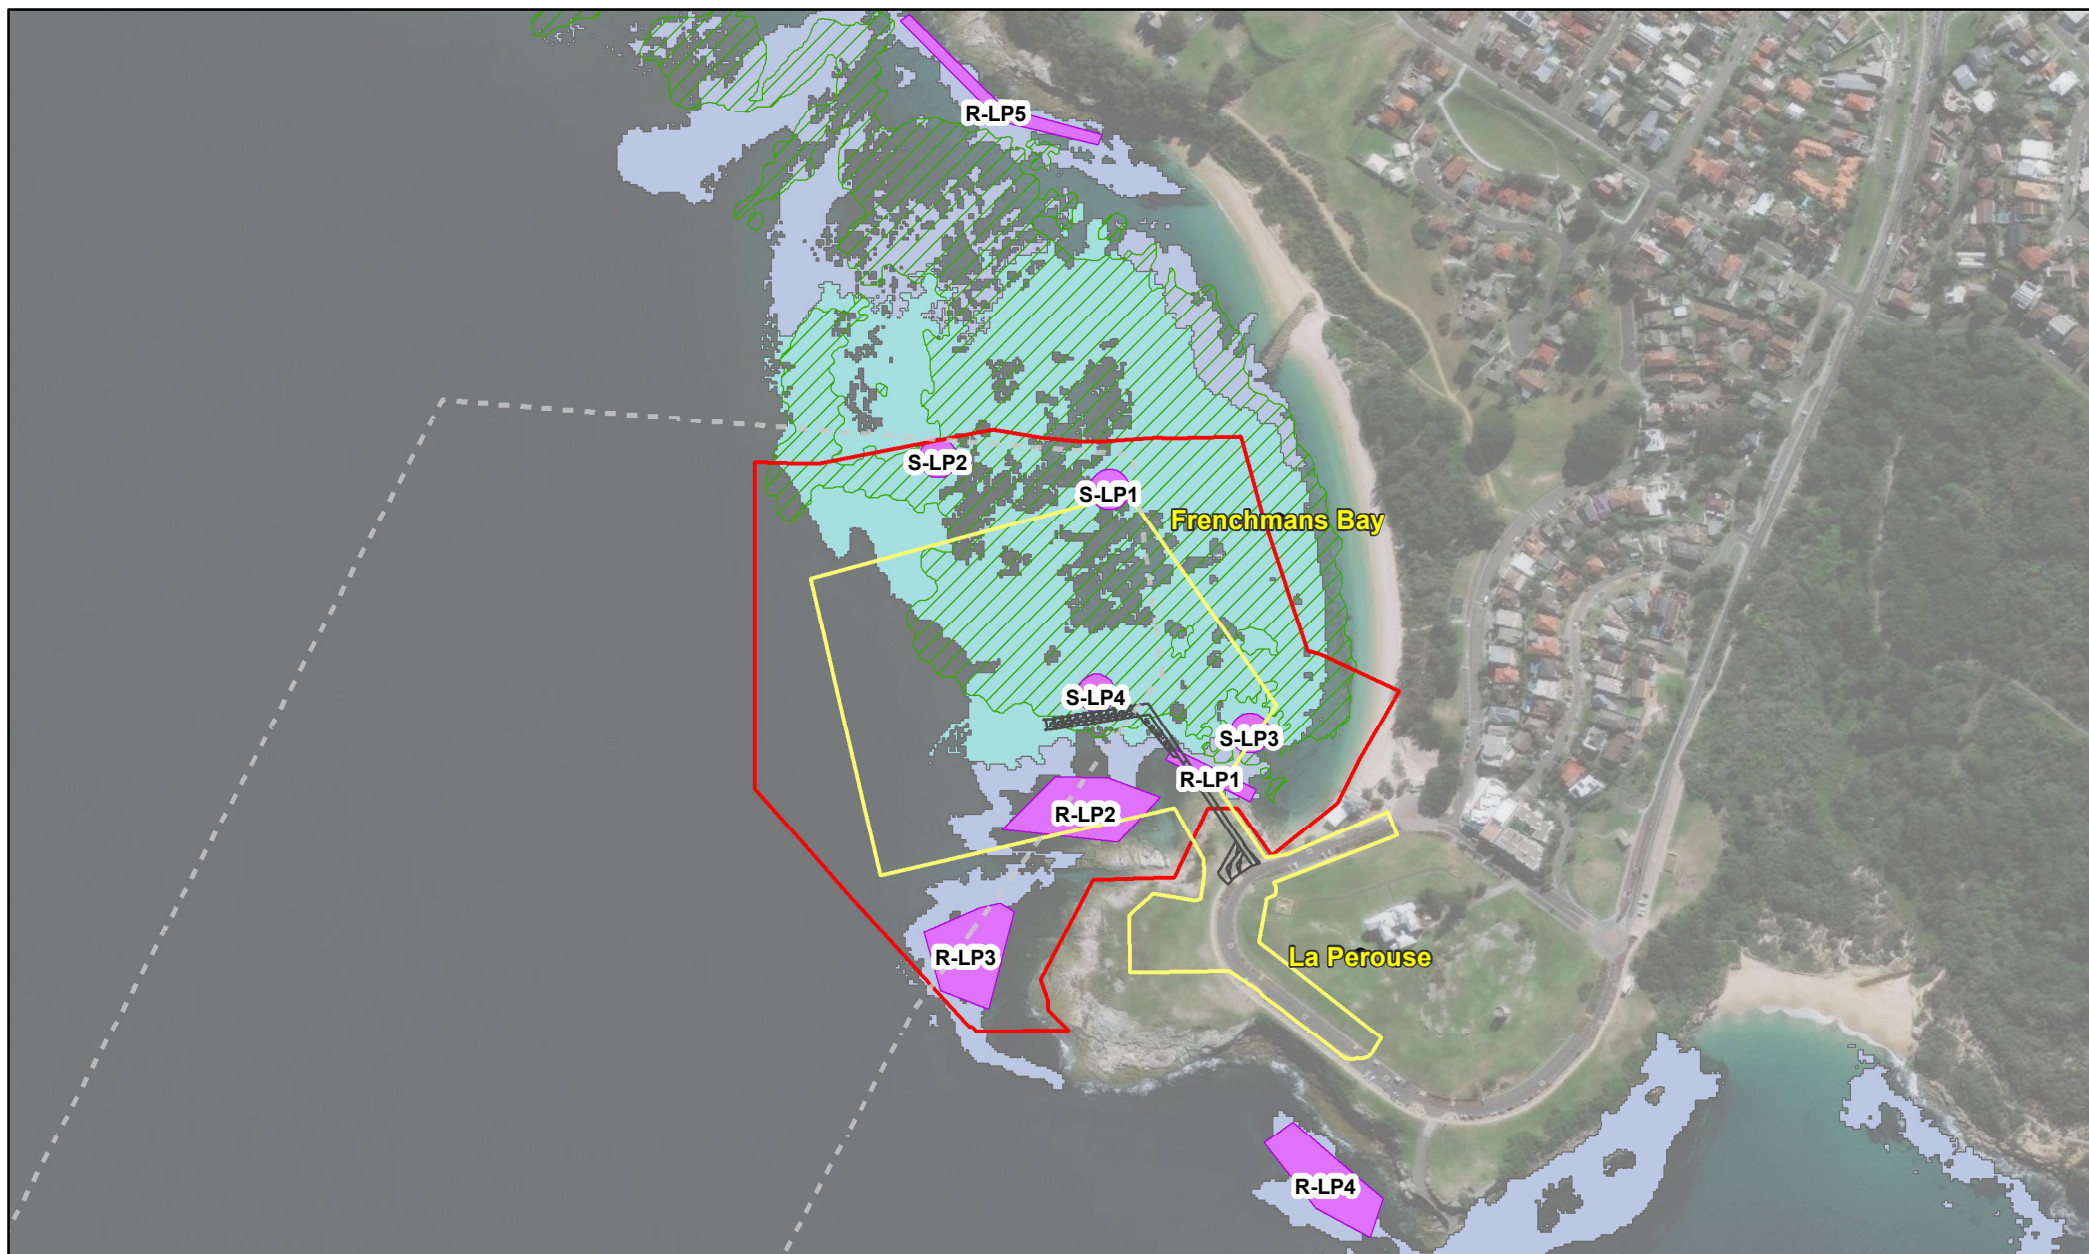 R-LP5
S-LP2
S-LP1
Frenchmans Bay
S-LP4
S-LP3
R-LP1
R-LP2
R-LP3
La Perouse
R-LP4